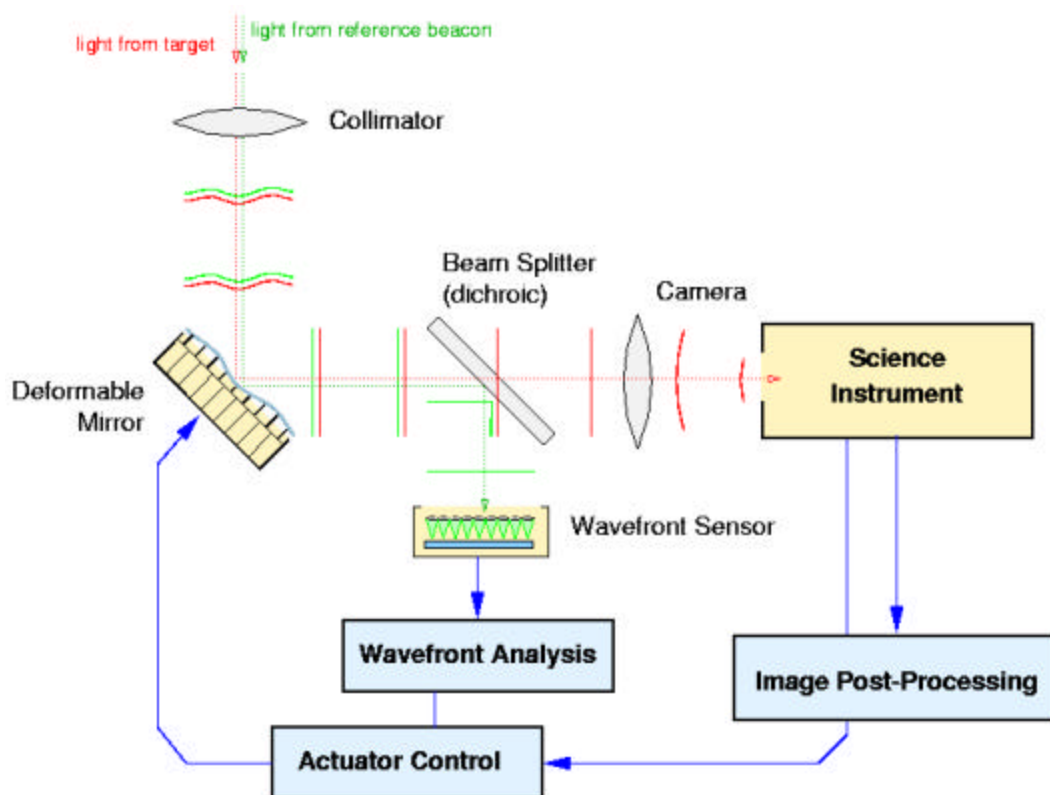 light from target
light from reference beacon
Collimator
Beam Splitter
(dichroic)
Camera
Science
Instrument
Deformable
Mirror
Wavefront Sensor
Wavefront Analysis
Image Post-Processing
Actuator Control